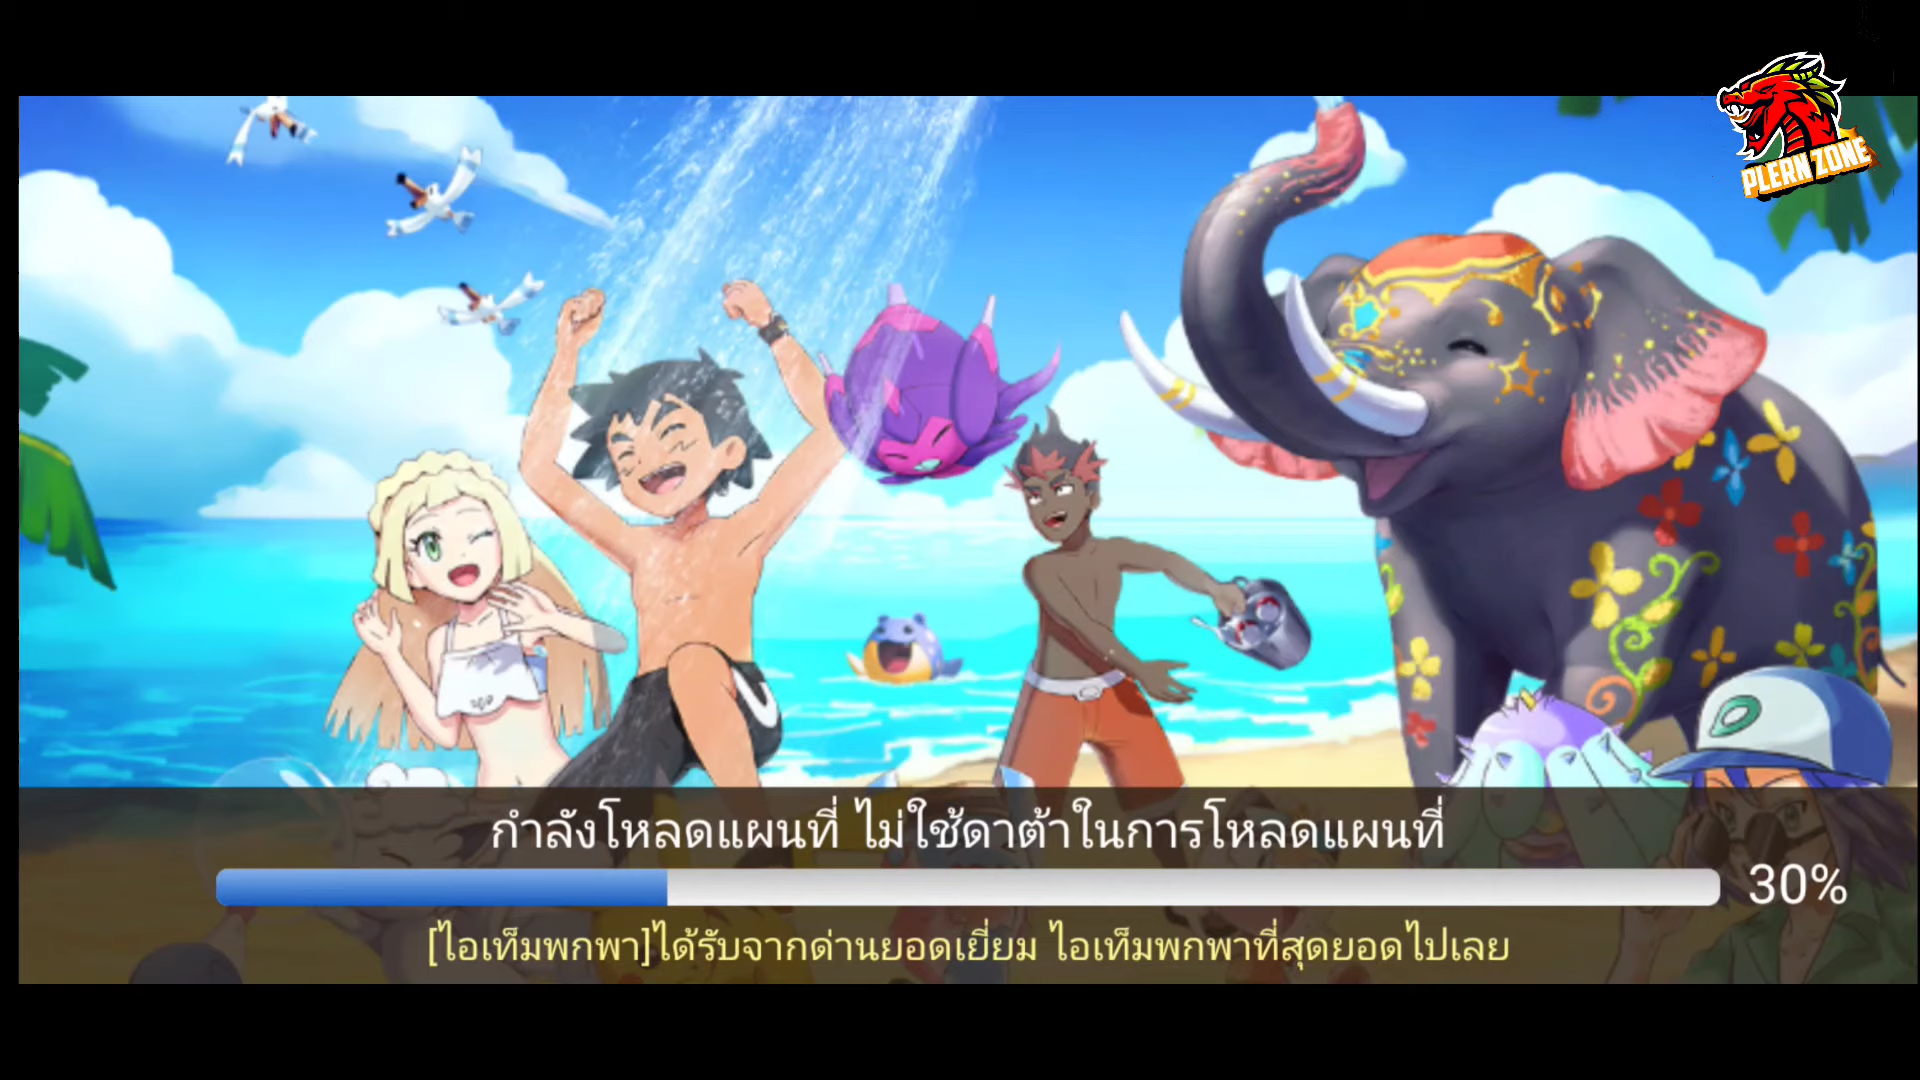 PLERN ZONE
กำลังโหลดแผนที่ ไม่ใช้ดาต้าในการโหลดแผนที่
30%
[ไอเท็มพกพา]ได้รับจากด่านยอดเยี่ยม ไอเท็มพกพาที่สุดยอดไปเลย